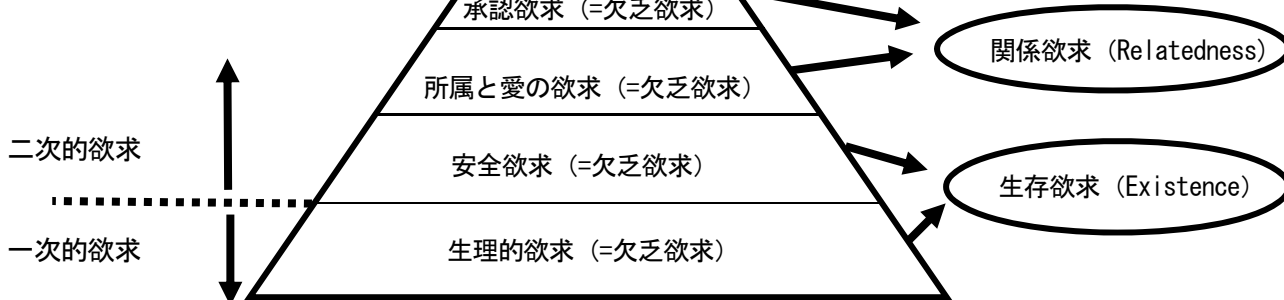 承認欲求（=欠乏欲求）
関係欲求（Relatedness）
所属と愛の欲求（=欠乏欲求）
二次的欲求
安全欲求（=欠乏欲求）
生存欲求（Existence）
一次的欲求
生理的欲求（=欠乏欲求）